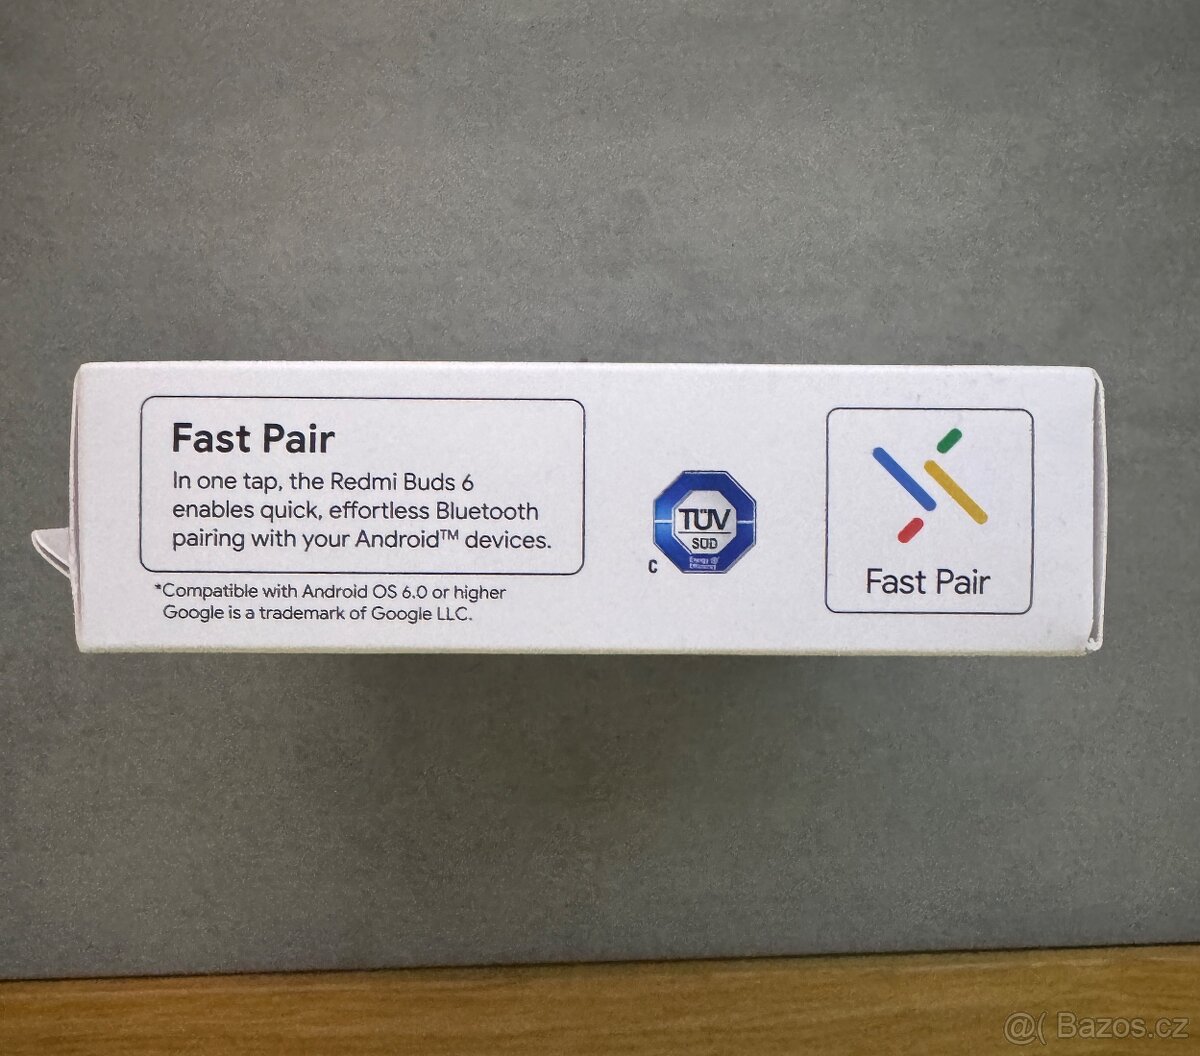 Fast Pair
In one tap, the Redmi Buds 6
enables quick, effortless Bluetooth
pairing with your Android™ devices.
*Compatible with Android OS 6.0 or higher
Google is a trademark of Google LLC.
TÜV
SÜD
Energy
Efficiency
C
Fast Pair
@( Bazos.cz